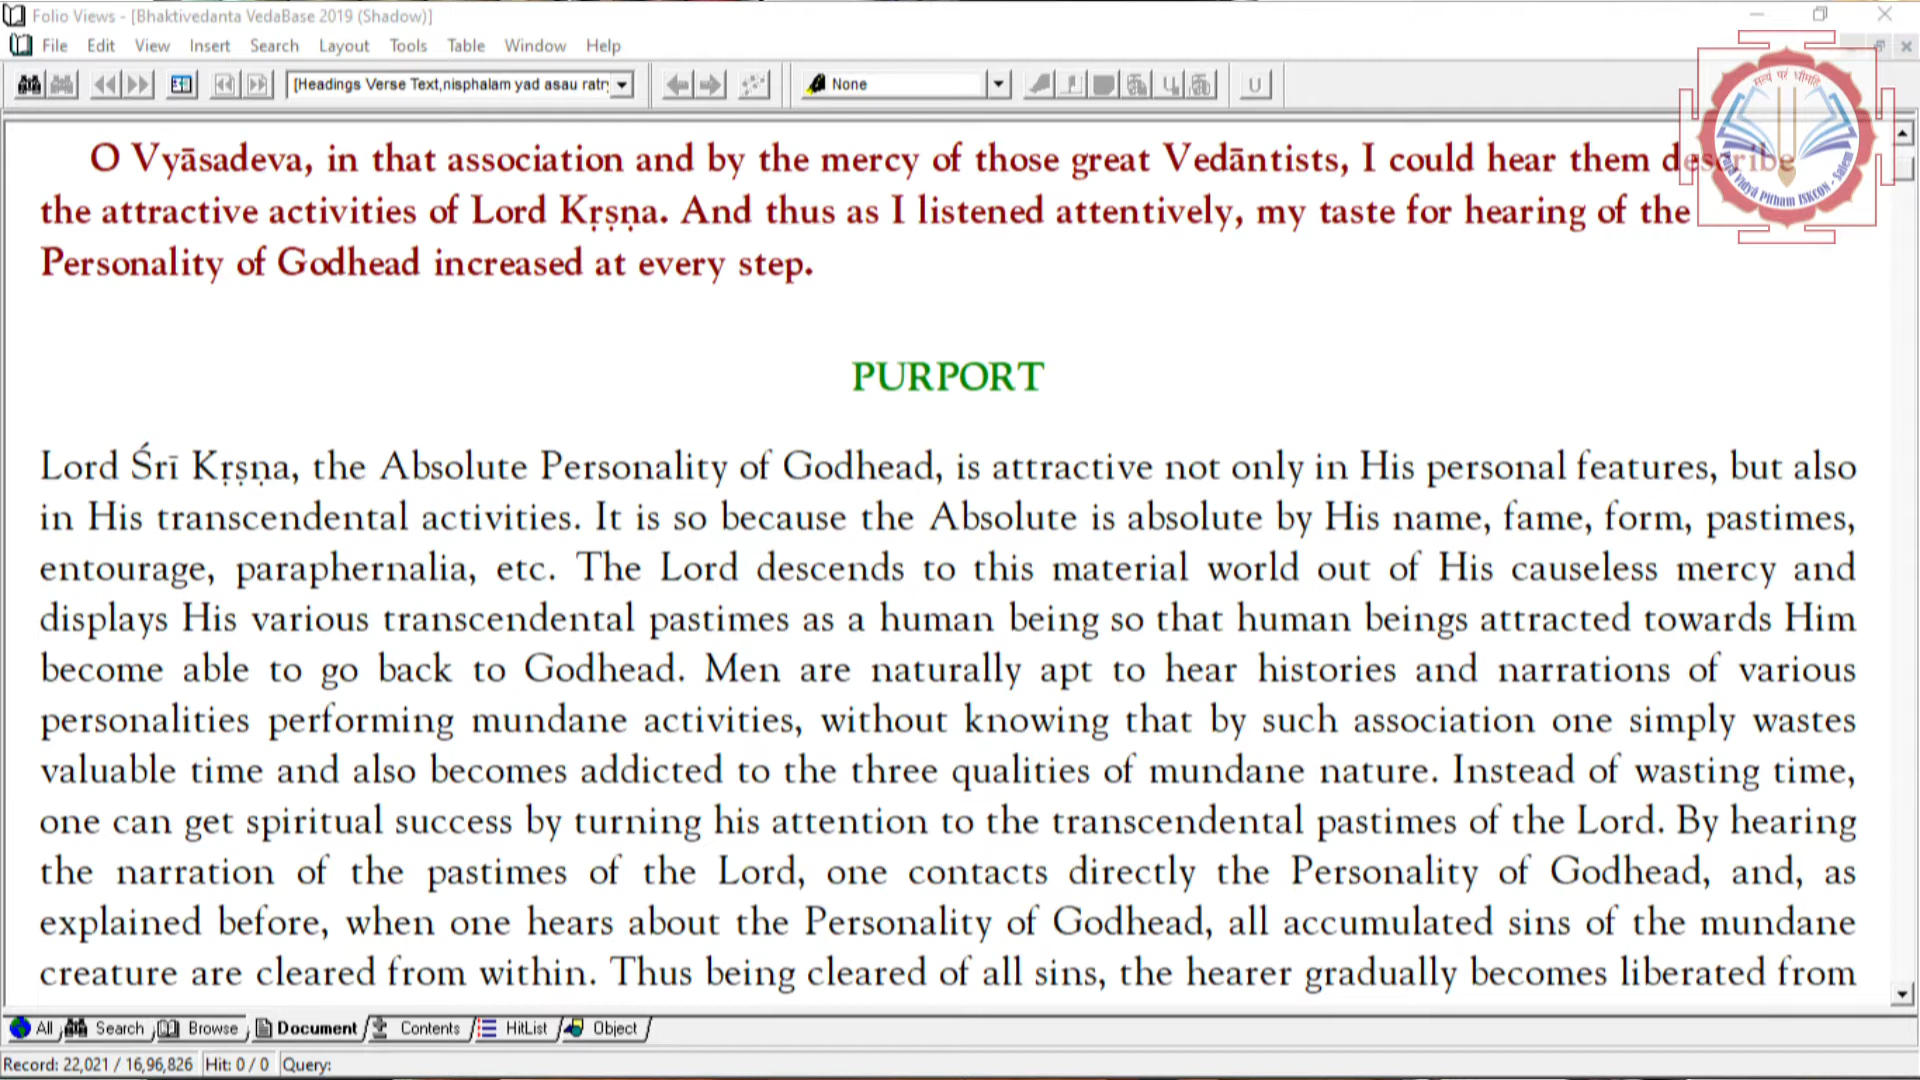 Folio Views - [Bhaktivedanta VedaBase 2019 (Shadow)]
File Edit View Insert Search Layout Tools Table Window Help
[Headings Verse Text,nisphalam yad asau ratr None U
सत्यं परं धीमहि
O Vyāsadeva, in that association and by the mercy of those great Vedāntists, I could hear them describe
the attractive activities of Lord Kṛṣṇa. And thus as I listened attentively, my taste for hearing of the
Personality of Godhead increased at every step.
Vidyā Pīṭham ISKCON - Salem
PURPORT
Lord Śrī Kṛṣṇa, the Absolute Personality of Godhead, is attractive not only in His personal features, but also
in His transcendental activities. It is so because the Absolute is absolute by His name, fame, form, pastimes,
entourage, paraphernalia, etc. The Lord descends to this material world out of His causeless mercy and
displays His various transcendental pastimes as a human being so that human beings attracted towards Him
become able to go back to Godhead. Men are naturally apt to hear histories and narrations of various
personalities performing mundane activities, without knowing that by such association one simply wastes
valuable time and also becomes addicted to the three qualities of mundane nature. Instead of wasting time,
one can get spiritual success by turning his attention to the transcendental pastimes of the Lord. By hearing
the narration of the pastimes of the Lord, one contacts directly the Personality of Godhead, and, as
explained before, when one hears about the Personality of Godhead, all accumulated sins of the mundane
creature are cleared from within. Thus being cleared of all sins, the hearer gradually becomes liberated from
All Search Browse Document Contents HitList Object
Record: 22,021 / 16,96,826 Hit: 0 / 0 Query: